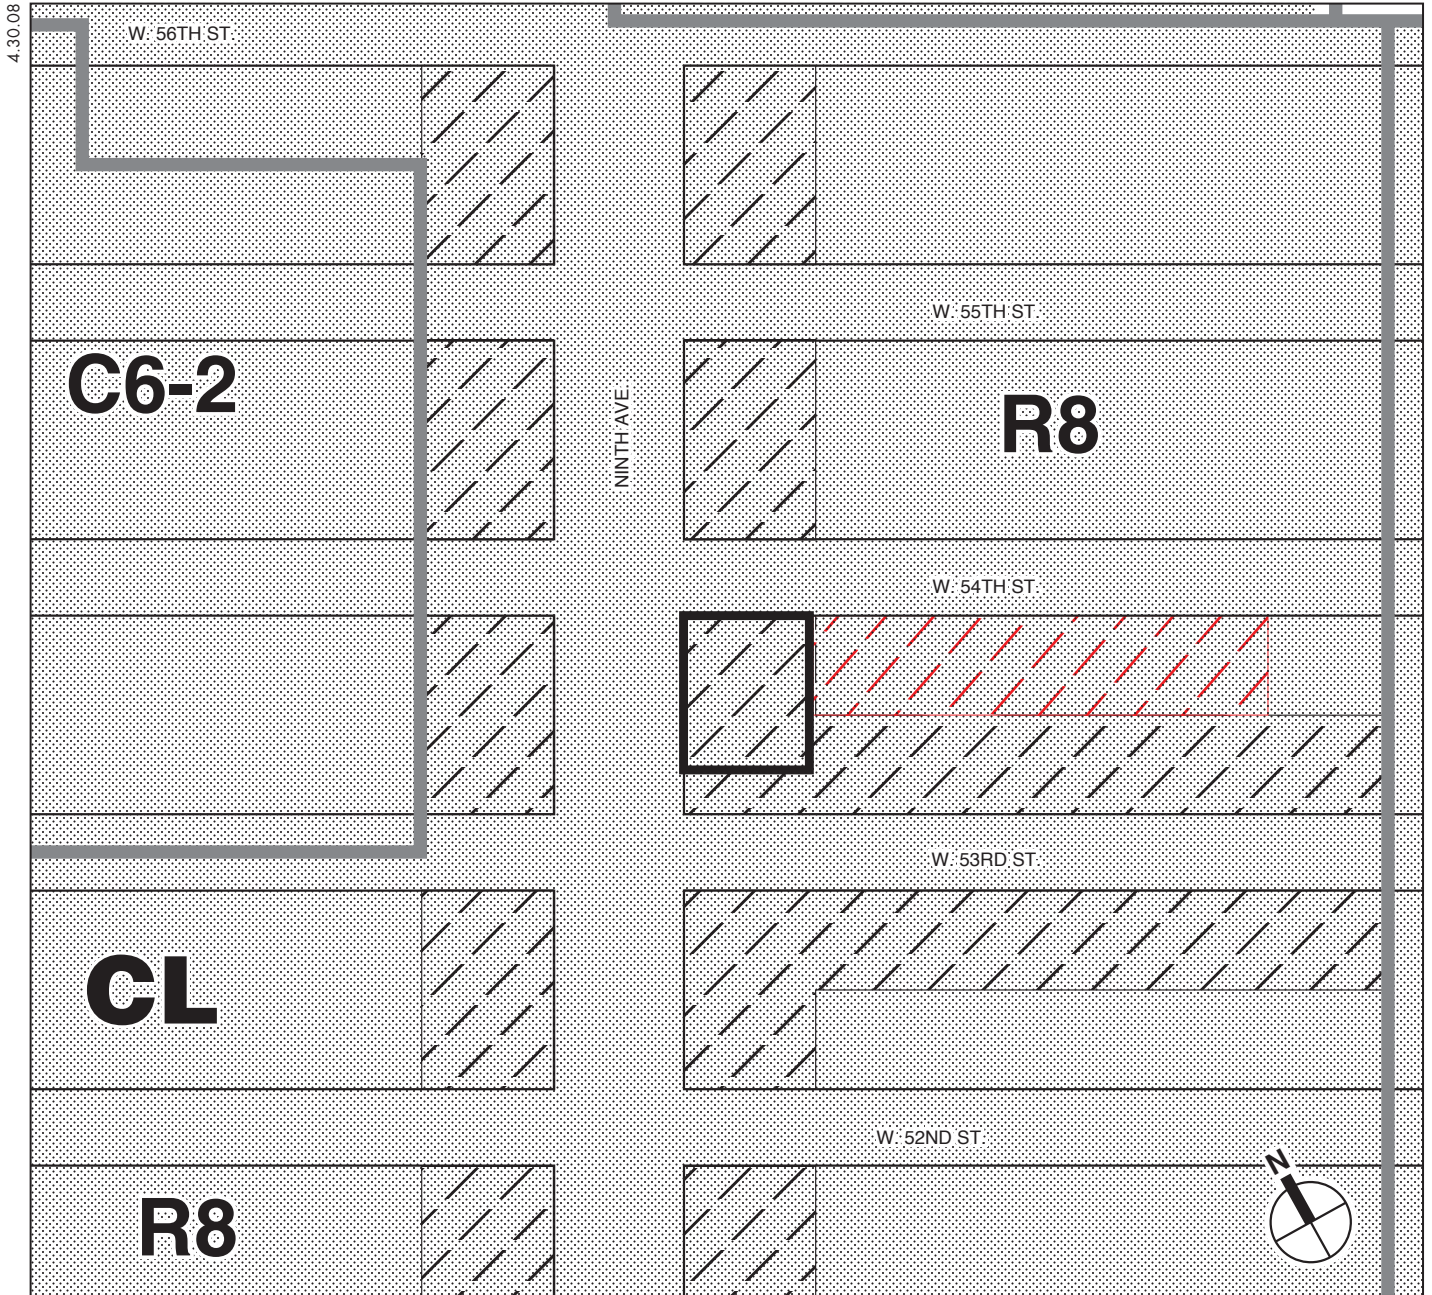 4.30.08
W. 56TH ST.
W. 55TH ST.
C6-2
R8
NINTH AVE.
W. 54TH ST.
W. 53RD ST.
CL
W. 52ND ST.
N
R8